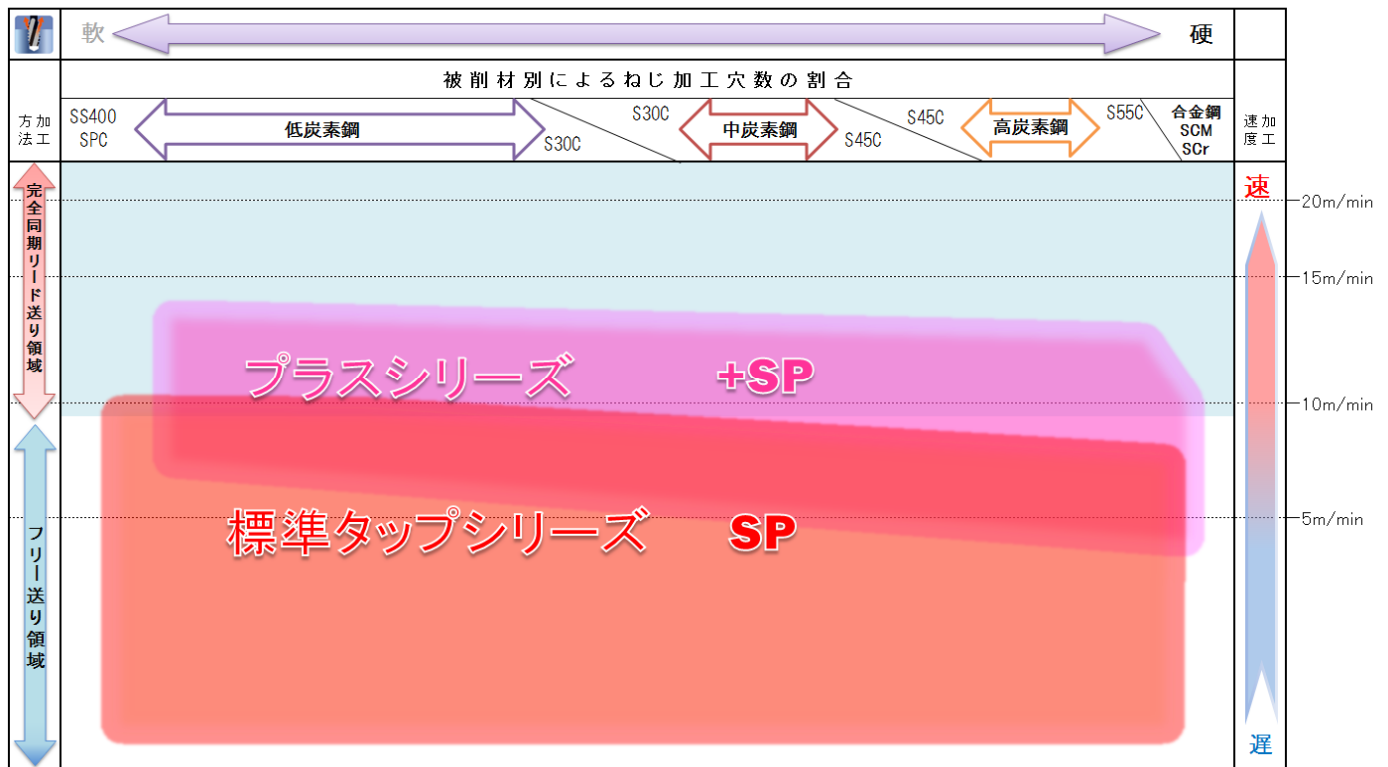 軟
硬
被削材別によるねじ加工穴数の割合
加工方法
SS400
SPC
低炭素鋼
S30C
S30C
中炭素鋼
S45C
S45C
高炭素鋼
S55C
合金鋼
SCM
SCr
加工速度
完全同期リード送り領域
速
20m/min
15m/min
プラスシリーズ +SP
10m/min
標準タップシリーズ SP
5m/min
フリー送り領域
遅